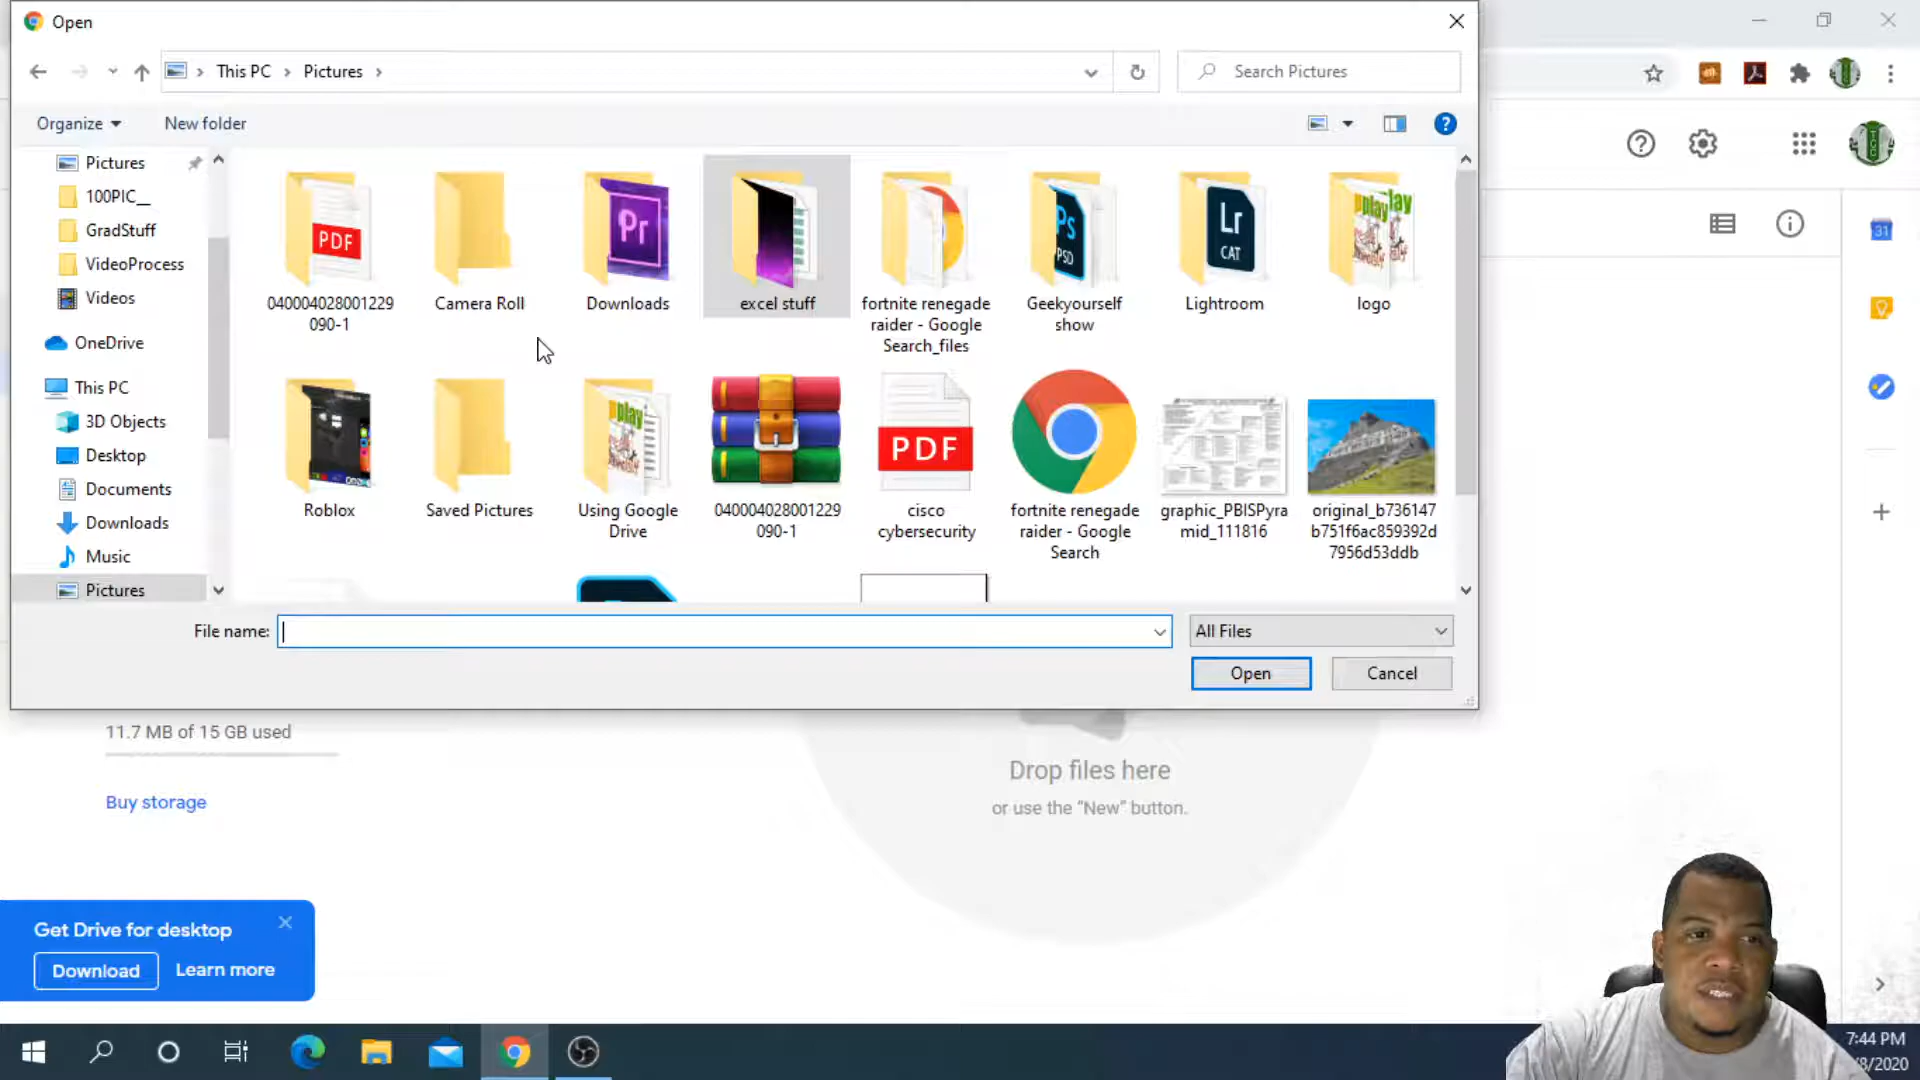 Open
This PC
Pictures
Search Pictures
Organize
New folder
Pictures
100PIC__
GradStuff
VideoProcess
Videos
OneDrive
This PC
3D Objects
Desktop
Documents
Downloads
Music
Pictures
PDF
040004028001229
090-1
Camera Roll
Pr
Downloads
excel stuff
fortnite renegade
raider - Google
Search_files
Ps
PSD
Geekyourself
show
Lr
CAT
Lightroom
play
logo
Roblox
Saved Pictures
play
Using Google
Drive
040004028001229
090-1
PDF
cisco
cybersecurity
fortnite renegade
raider - Google
Search
graphic_PBISPyra
mid_111816
original_b736147
b751f6ac859392d
7956d53ddb
File name:
All Files
Open
Cancel
31
11.7 MB of 15 GB used
Buy storage
Drop files here
or use the "New" button.
Get Drive for desktop
Download
Learn more
7:44 PM
/8/2020